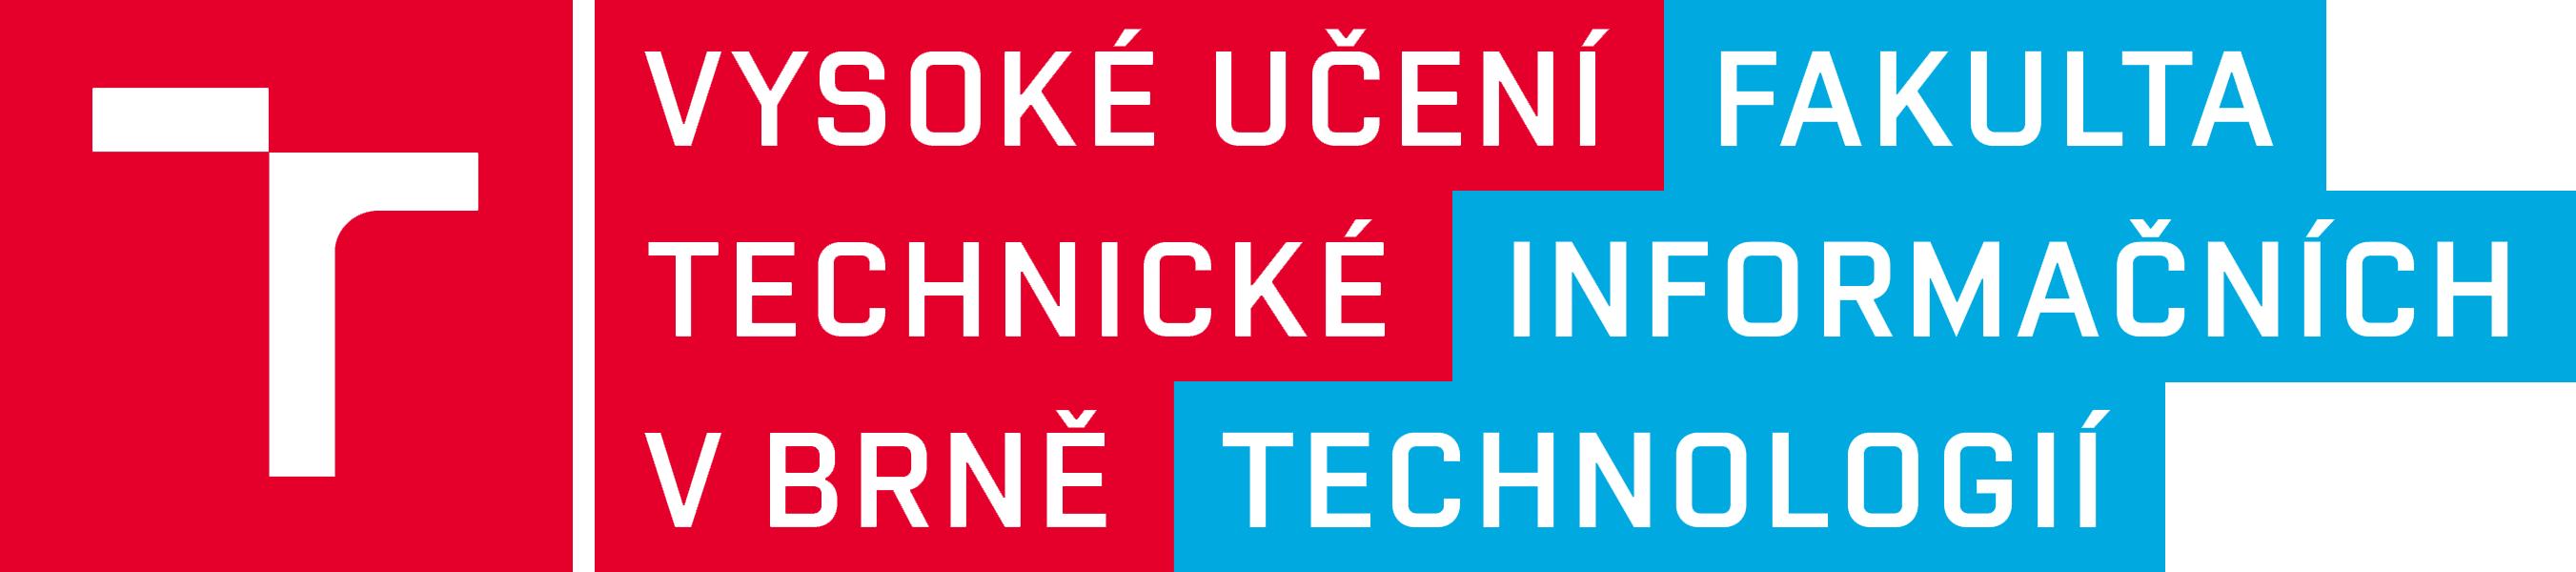 VYSOKÉ UČENÍ FAKULTA
TECHNICKÉ INFORMAČNÍCH
V BRNĚ TECHNOLOGIÍ